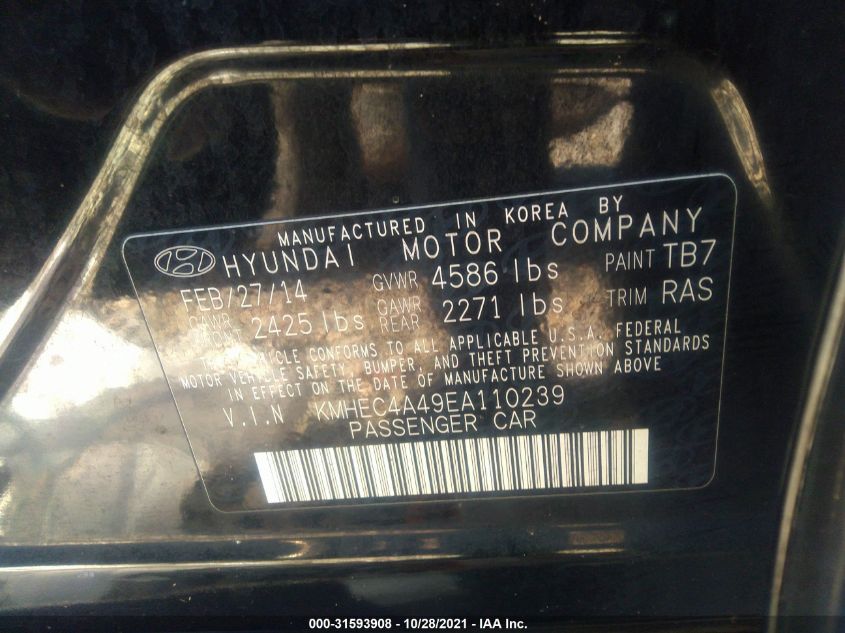 MANUFACTURED IN KOREA BY
HYUNDAI MOTOR COMPANY
FEB/27/14 GVWR 4586 lbs PAINT TB7
GAWR 2425 lbs GAWR REAR 2271 lbs TRIM RAS
VEHICLE CONFORMS TO ALL APPLICABLE U.S.A. FEDERAL
MOTOR VEHICLE SAFETY, BUMPER, AND THEFT PREVENTION STANDARDS
IN EFFECT ON THE DATE OF MANUFACTURE SHOWN ABOVE
V.I.N KMHEC4A49EA110239
PASSENGER CAR
000-31593908 - 10/28/2021 - IAA Inc.